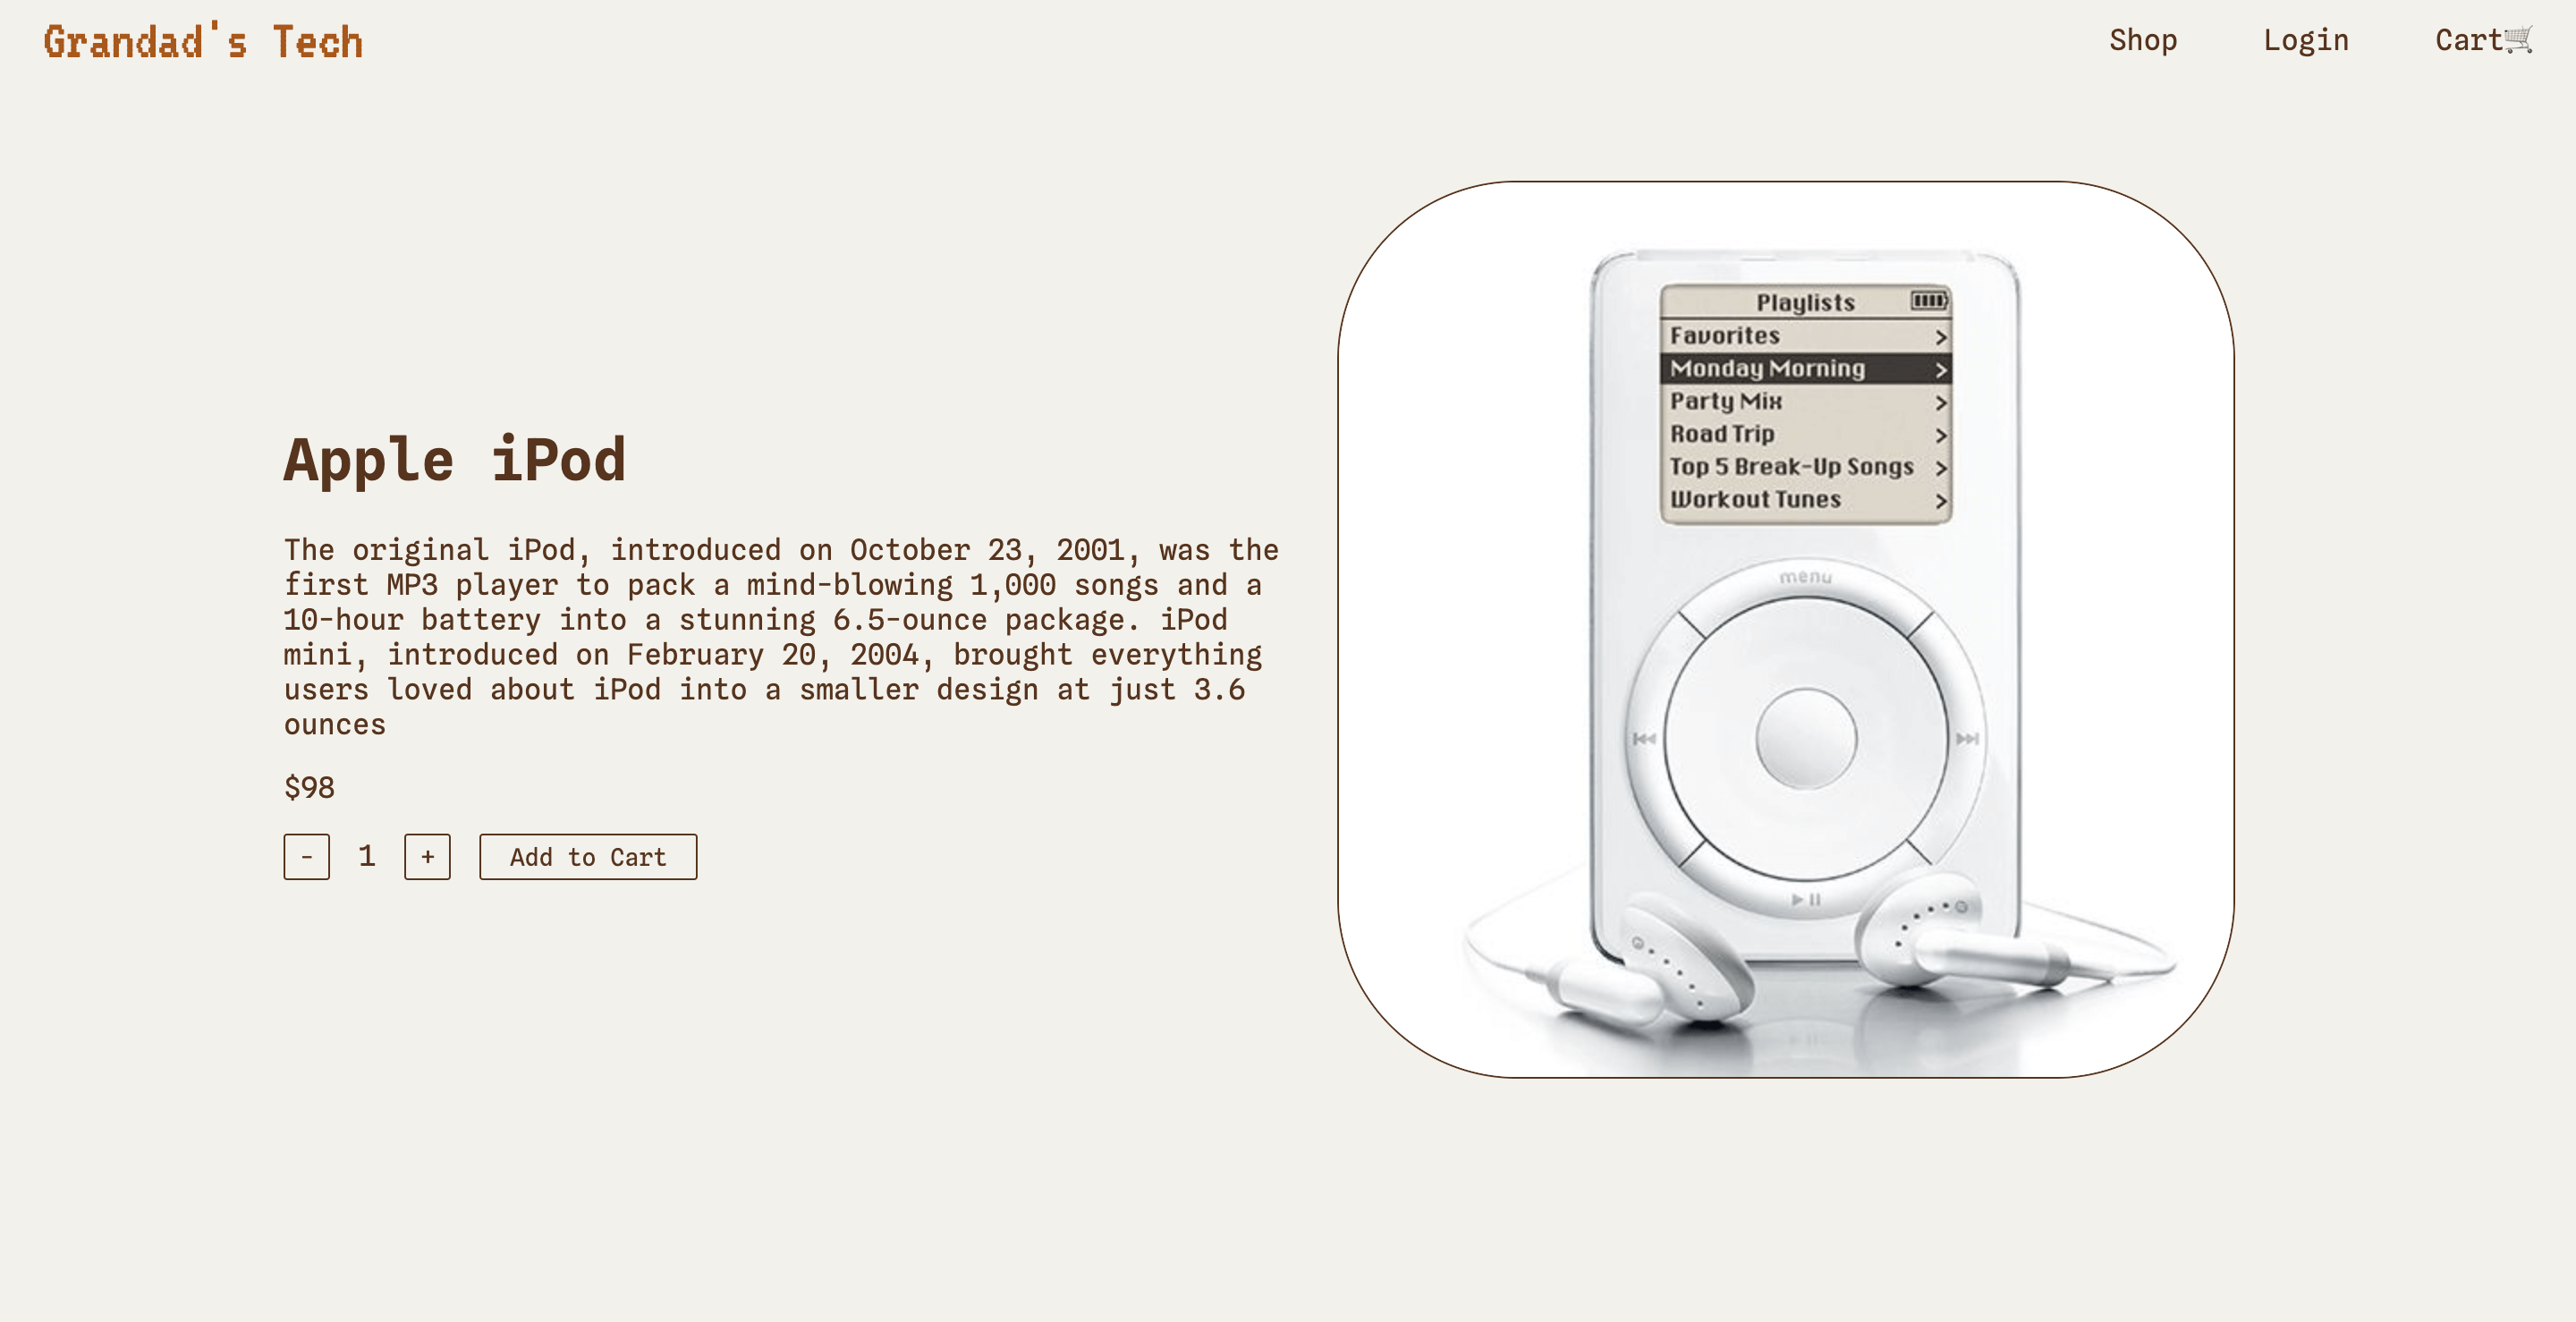 Grandad's Tech
Shop
Login
Cart
Apple iPod
The original iPod, introduced on October 23, 2001, was the
first MP3 player to pack a mind-blowing 1,000 songs and a
10-hour battery into a stunning 6.5-ounce package. iPod
mini, introduced on February 20, 2004, brought everything
users loved about iPod into a smaller design at just 3.6
ounces
$98
- 1 + Add to Cart
Playlists
Favorites >
Monday Morning >
Party Mix >
Road Trip >
Top 5 Break-Up Songs >
Workout Tunes >
menu